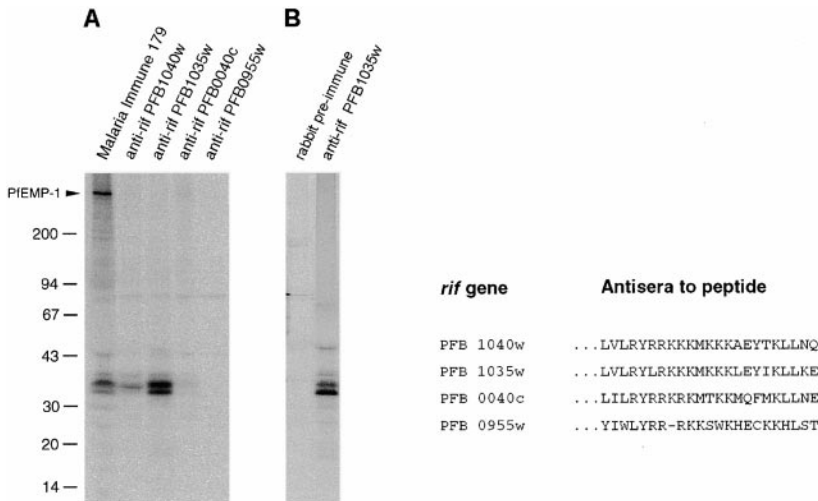 A
B
Malaria Immune 179
anti-rif PFB1040w
anti-rif PFB1035w
anti-rif PFB0040c
anti-rif PFB0955w
rabbit pre-immune
anti-rif PFB1035w
PfEMP-1
200
94
67
43
30
20
14
rif gene Antisera to peptide
PFB 1040w ...LVLRYRRKKKMKKKAEYTKLLNQ
PFB 1035w ...LVLRYLRKKKMKKKLEYIKLLKE
PFB 0040c ...LILRYRRKRKMTKKMQFMKLLNE
PFB 0955w ...YIWLYRR-RKKSWKHECKKHLST